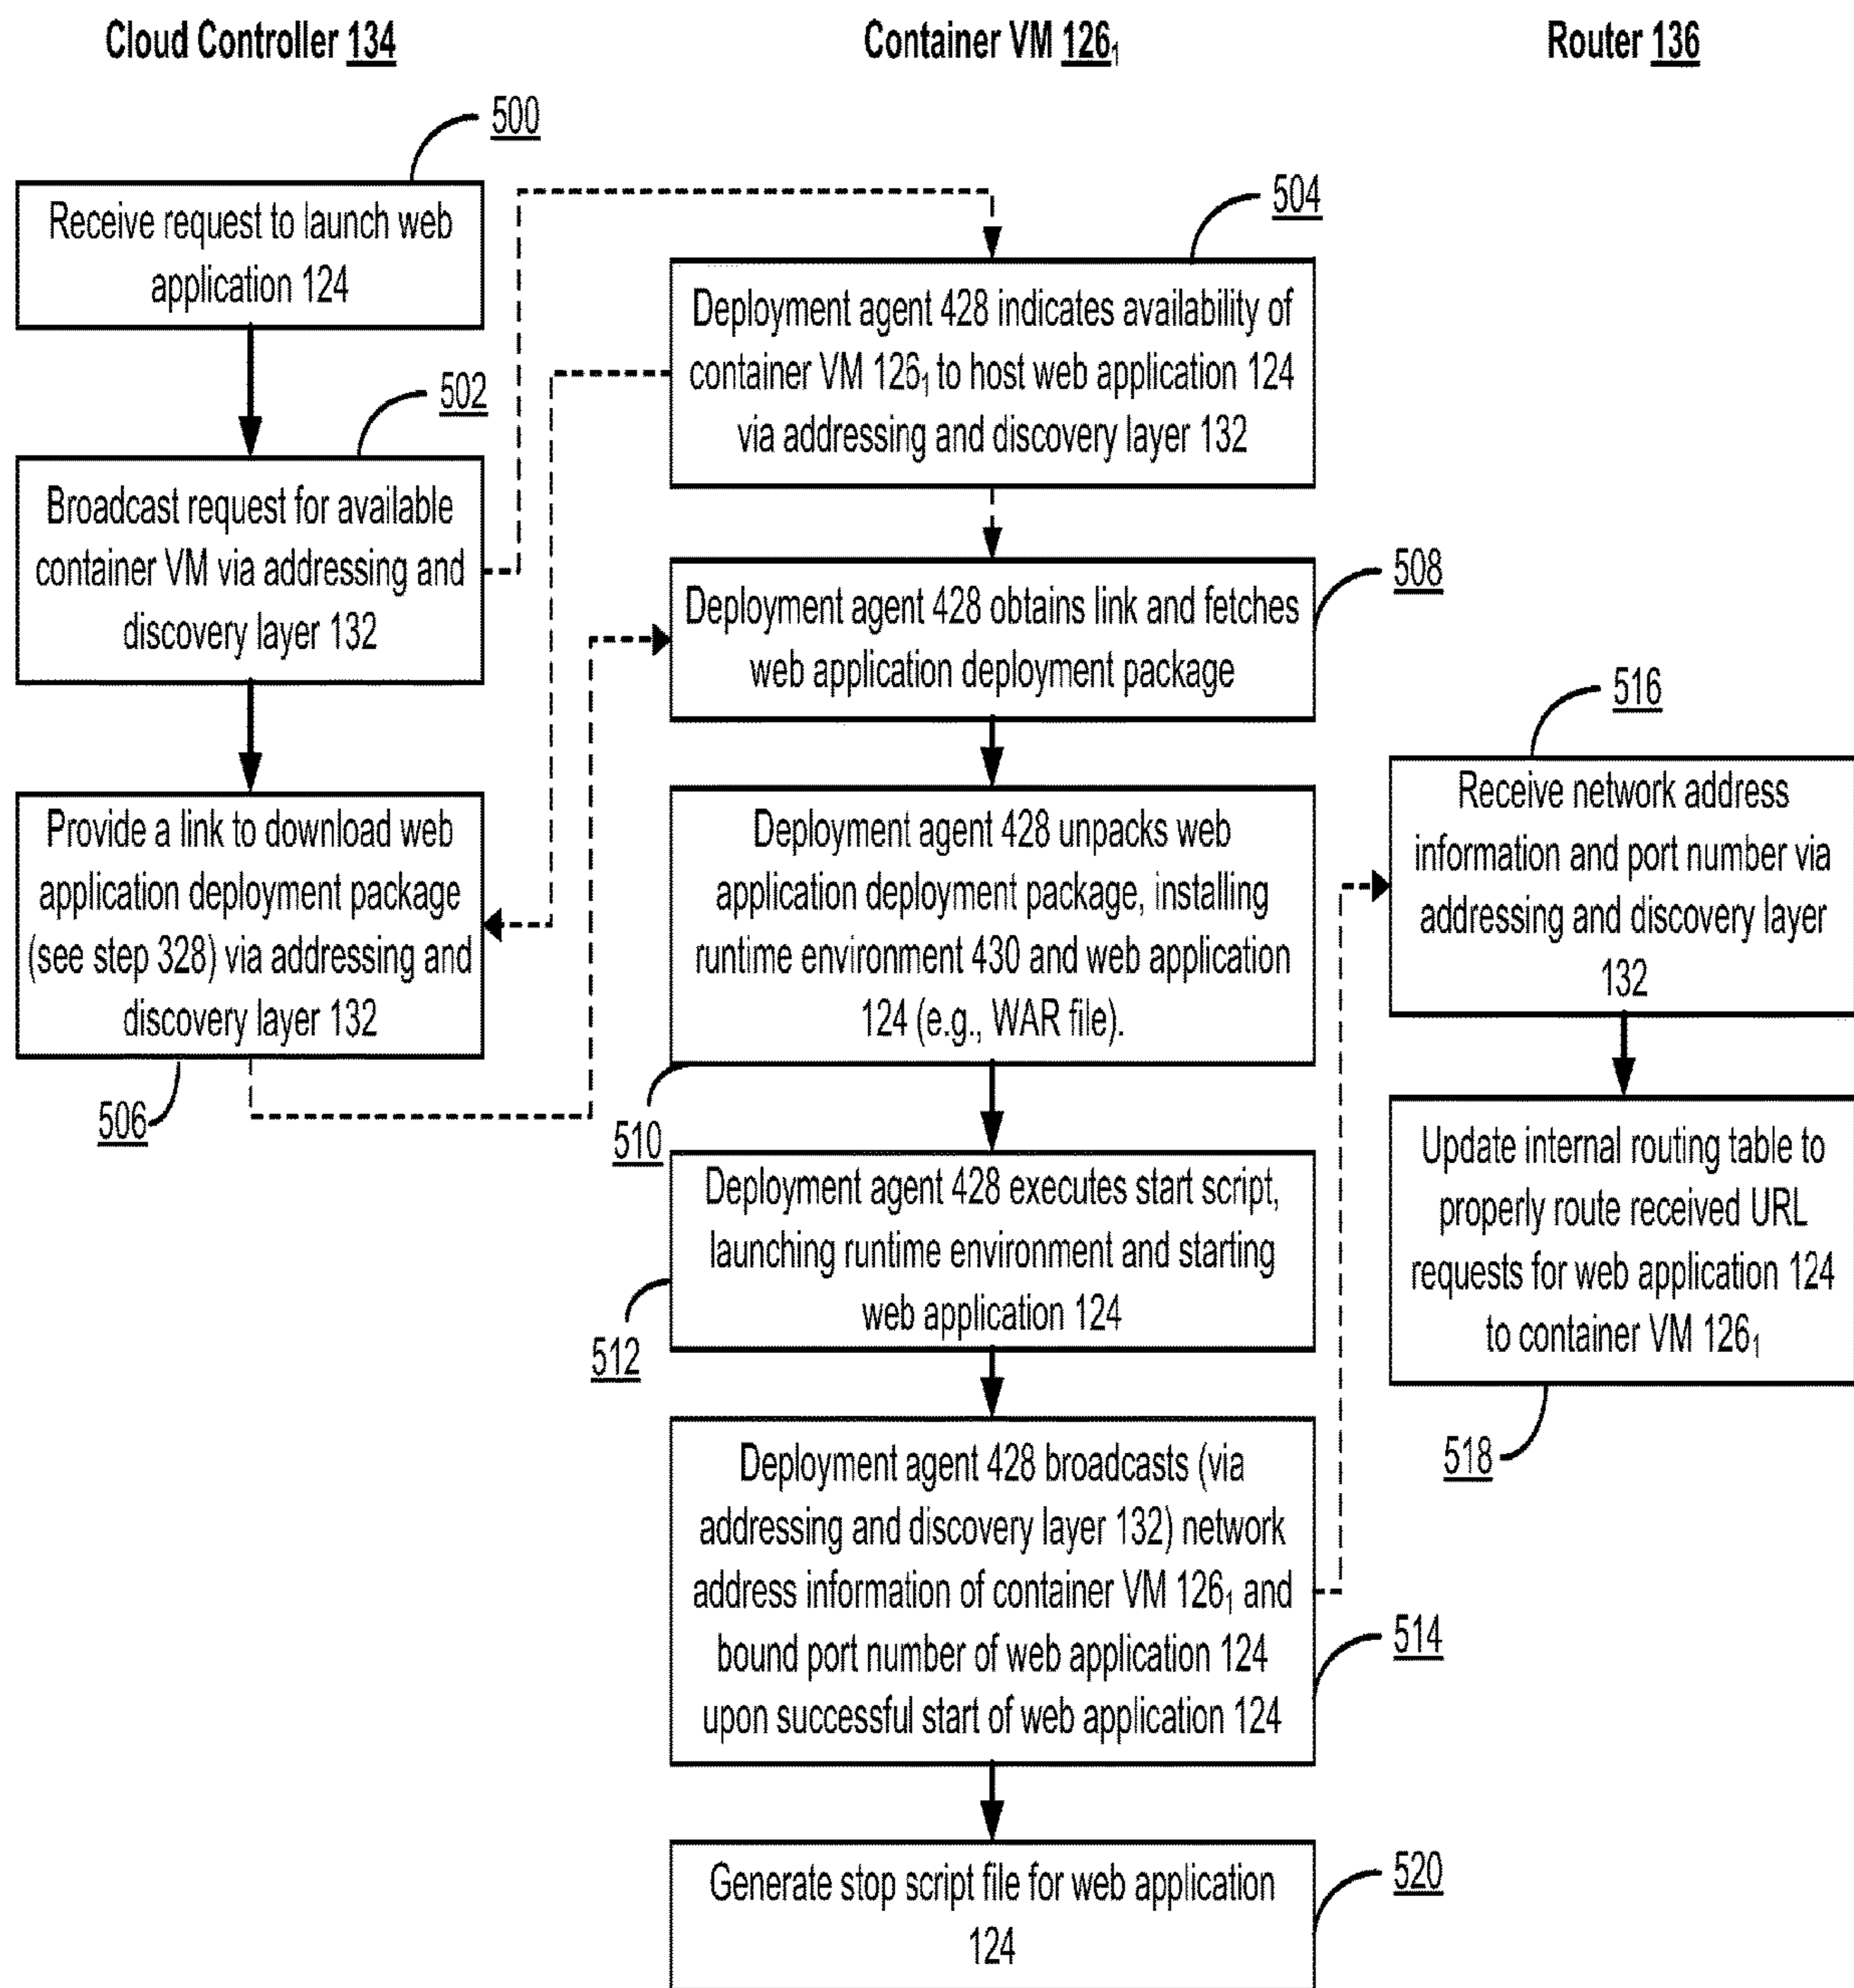 Cloud Controller 134
Container VM 126₁
Router 136
500
Receive request to launch web
application 124
502
Broadcast request for available
container VM via addressing and
discovery layer 132
Provide a link to download web
application deployment package
(see step 328) via addressing and
discovery layer 132
506
504
Deployment agent 428 indicates availability of
container VM 126₁ to host web application 124
via addressing and discovery layer 132
508
Deployment agent 428 obtains link and fetches
web application deployment package
Deployment agent 428 unpacks web
application deployment package, installing
runtime environment 430 and web application
124 (e.g., WAR file).
510
Deployment agent 428 executes start script,
launching runtime environment and starting
web application 124
512
Deployment agent 428 broadcasts (via
addressing and discovery layer 132) network
address information of container VM 126₁ and
bound port number of web application 124
upon successful start of web application 124
514
Generate stop script file for web application
124
520
516
Receive network address
information and port number via
addressing and discovery layer
132
Update internal routing table to
properly route received URL
requests for web application 124
to container VM 126₁
518